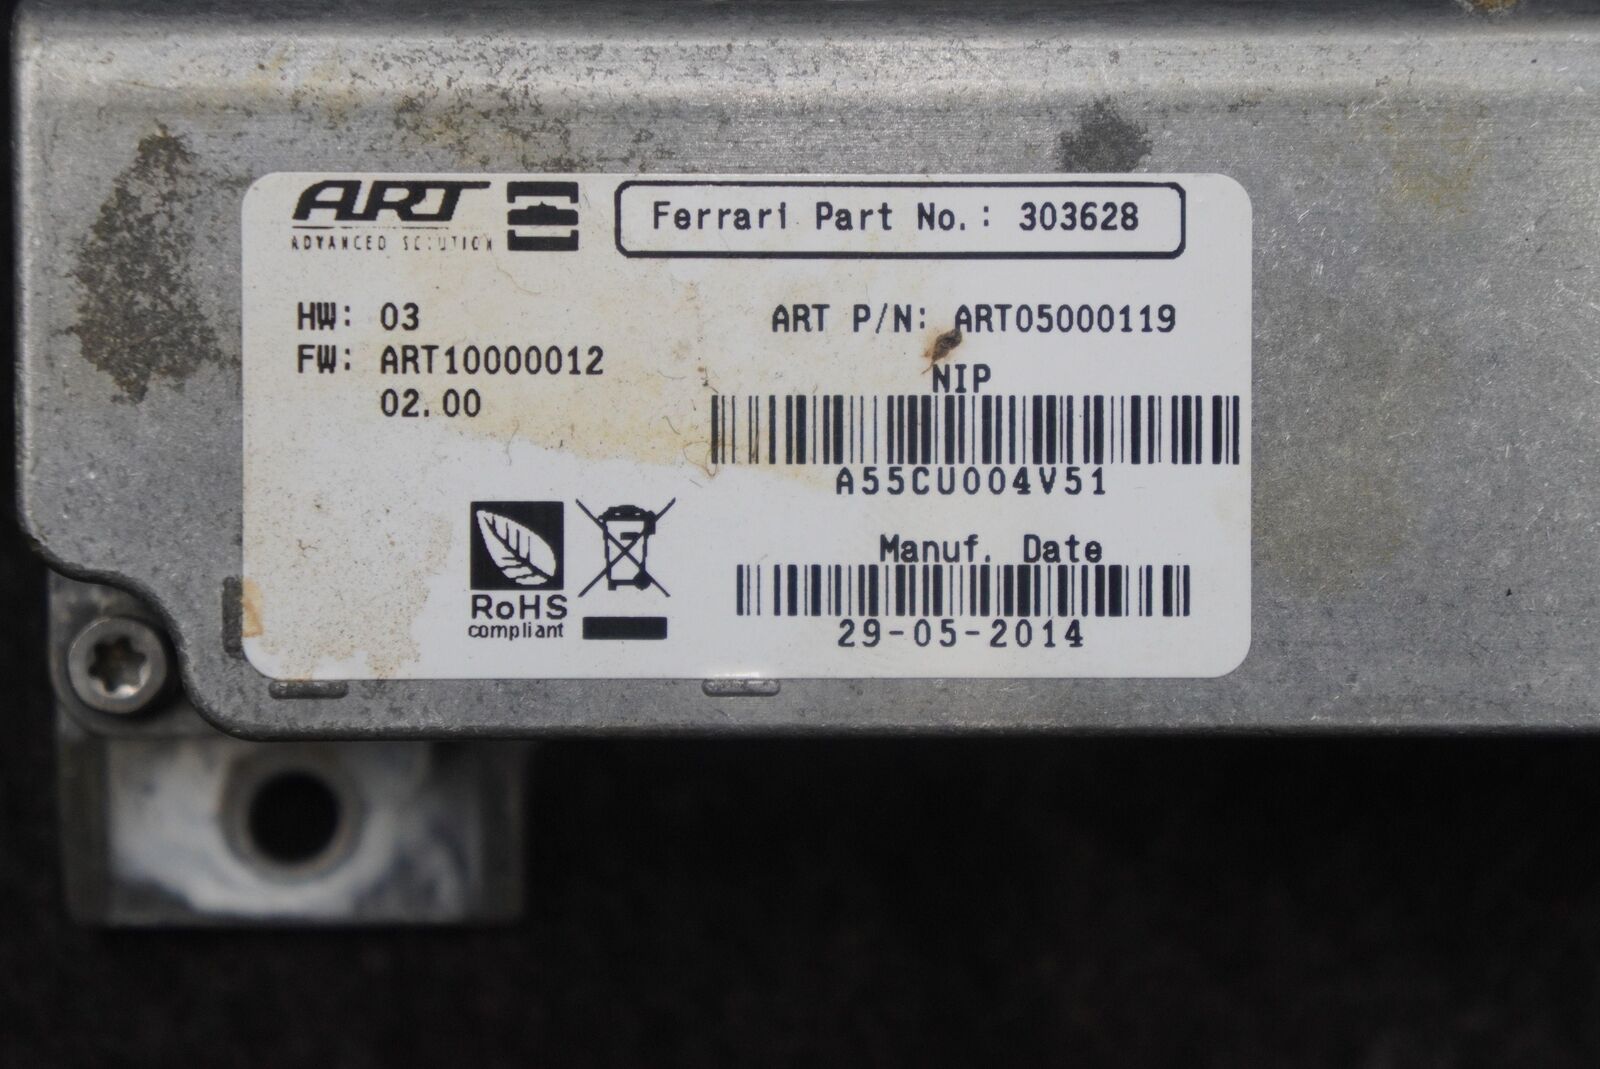 ART
ADVANCED SOLUTION
Ferrari Part No.: 303628
HW: 03
FW: ART10000012
02.00
ART P/N: ART05000119
NIP
A55CU004V51
RoHS
compliant
Manuf. Date
29-05-2014